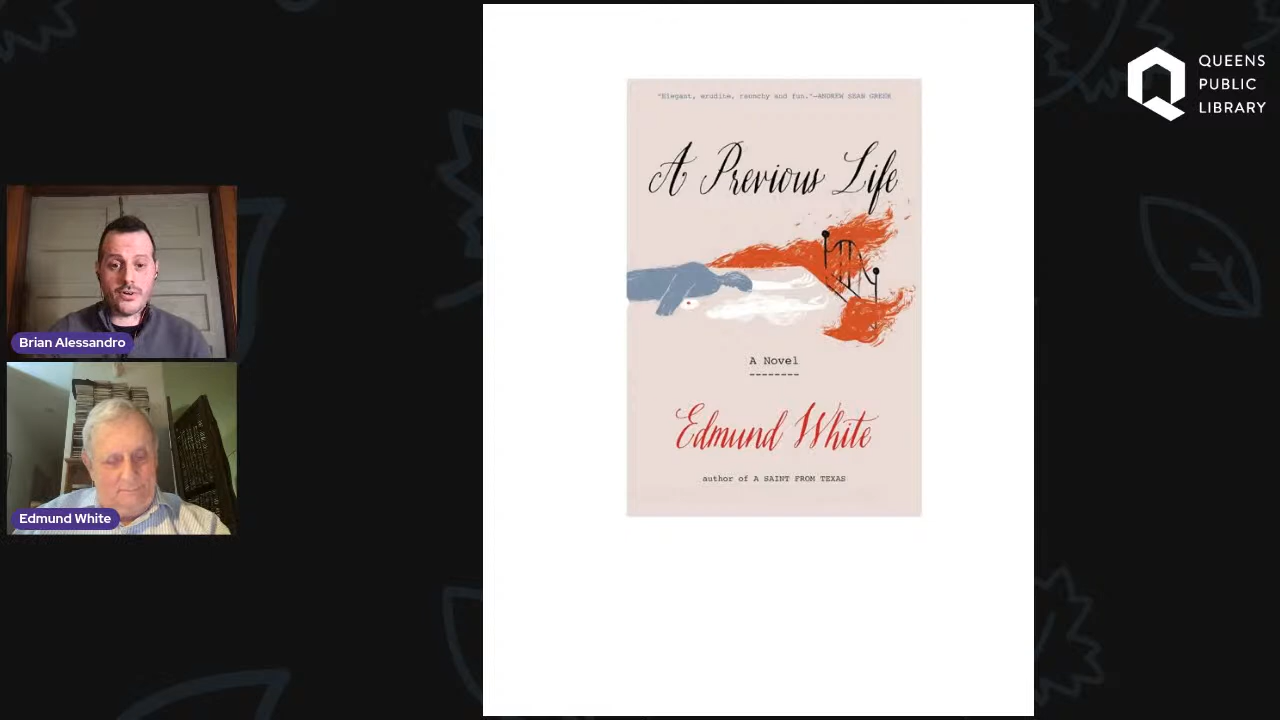 QUEENS
PUBLIC
LIBRARY
"Elegant, erudite, raunchy and fun."—ANDREW SEAN GREER
A Previous Life
A Novel
--------
Edmund White
author of A SAINT FROM TEXAS
Brian Alessandro
Edmund White